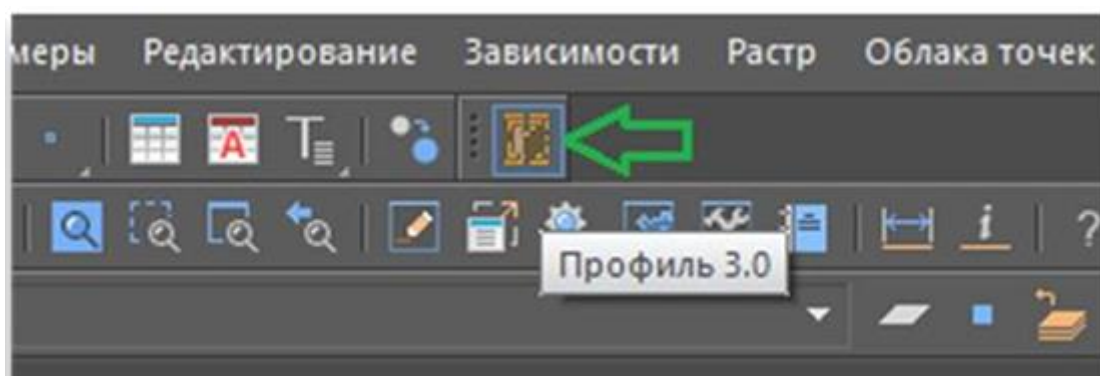 меры Редактирование Зависимости Растр Облака точек
A T
i ?
Профиль 3.0